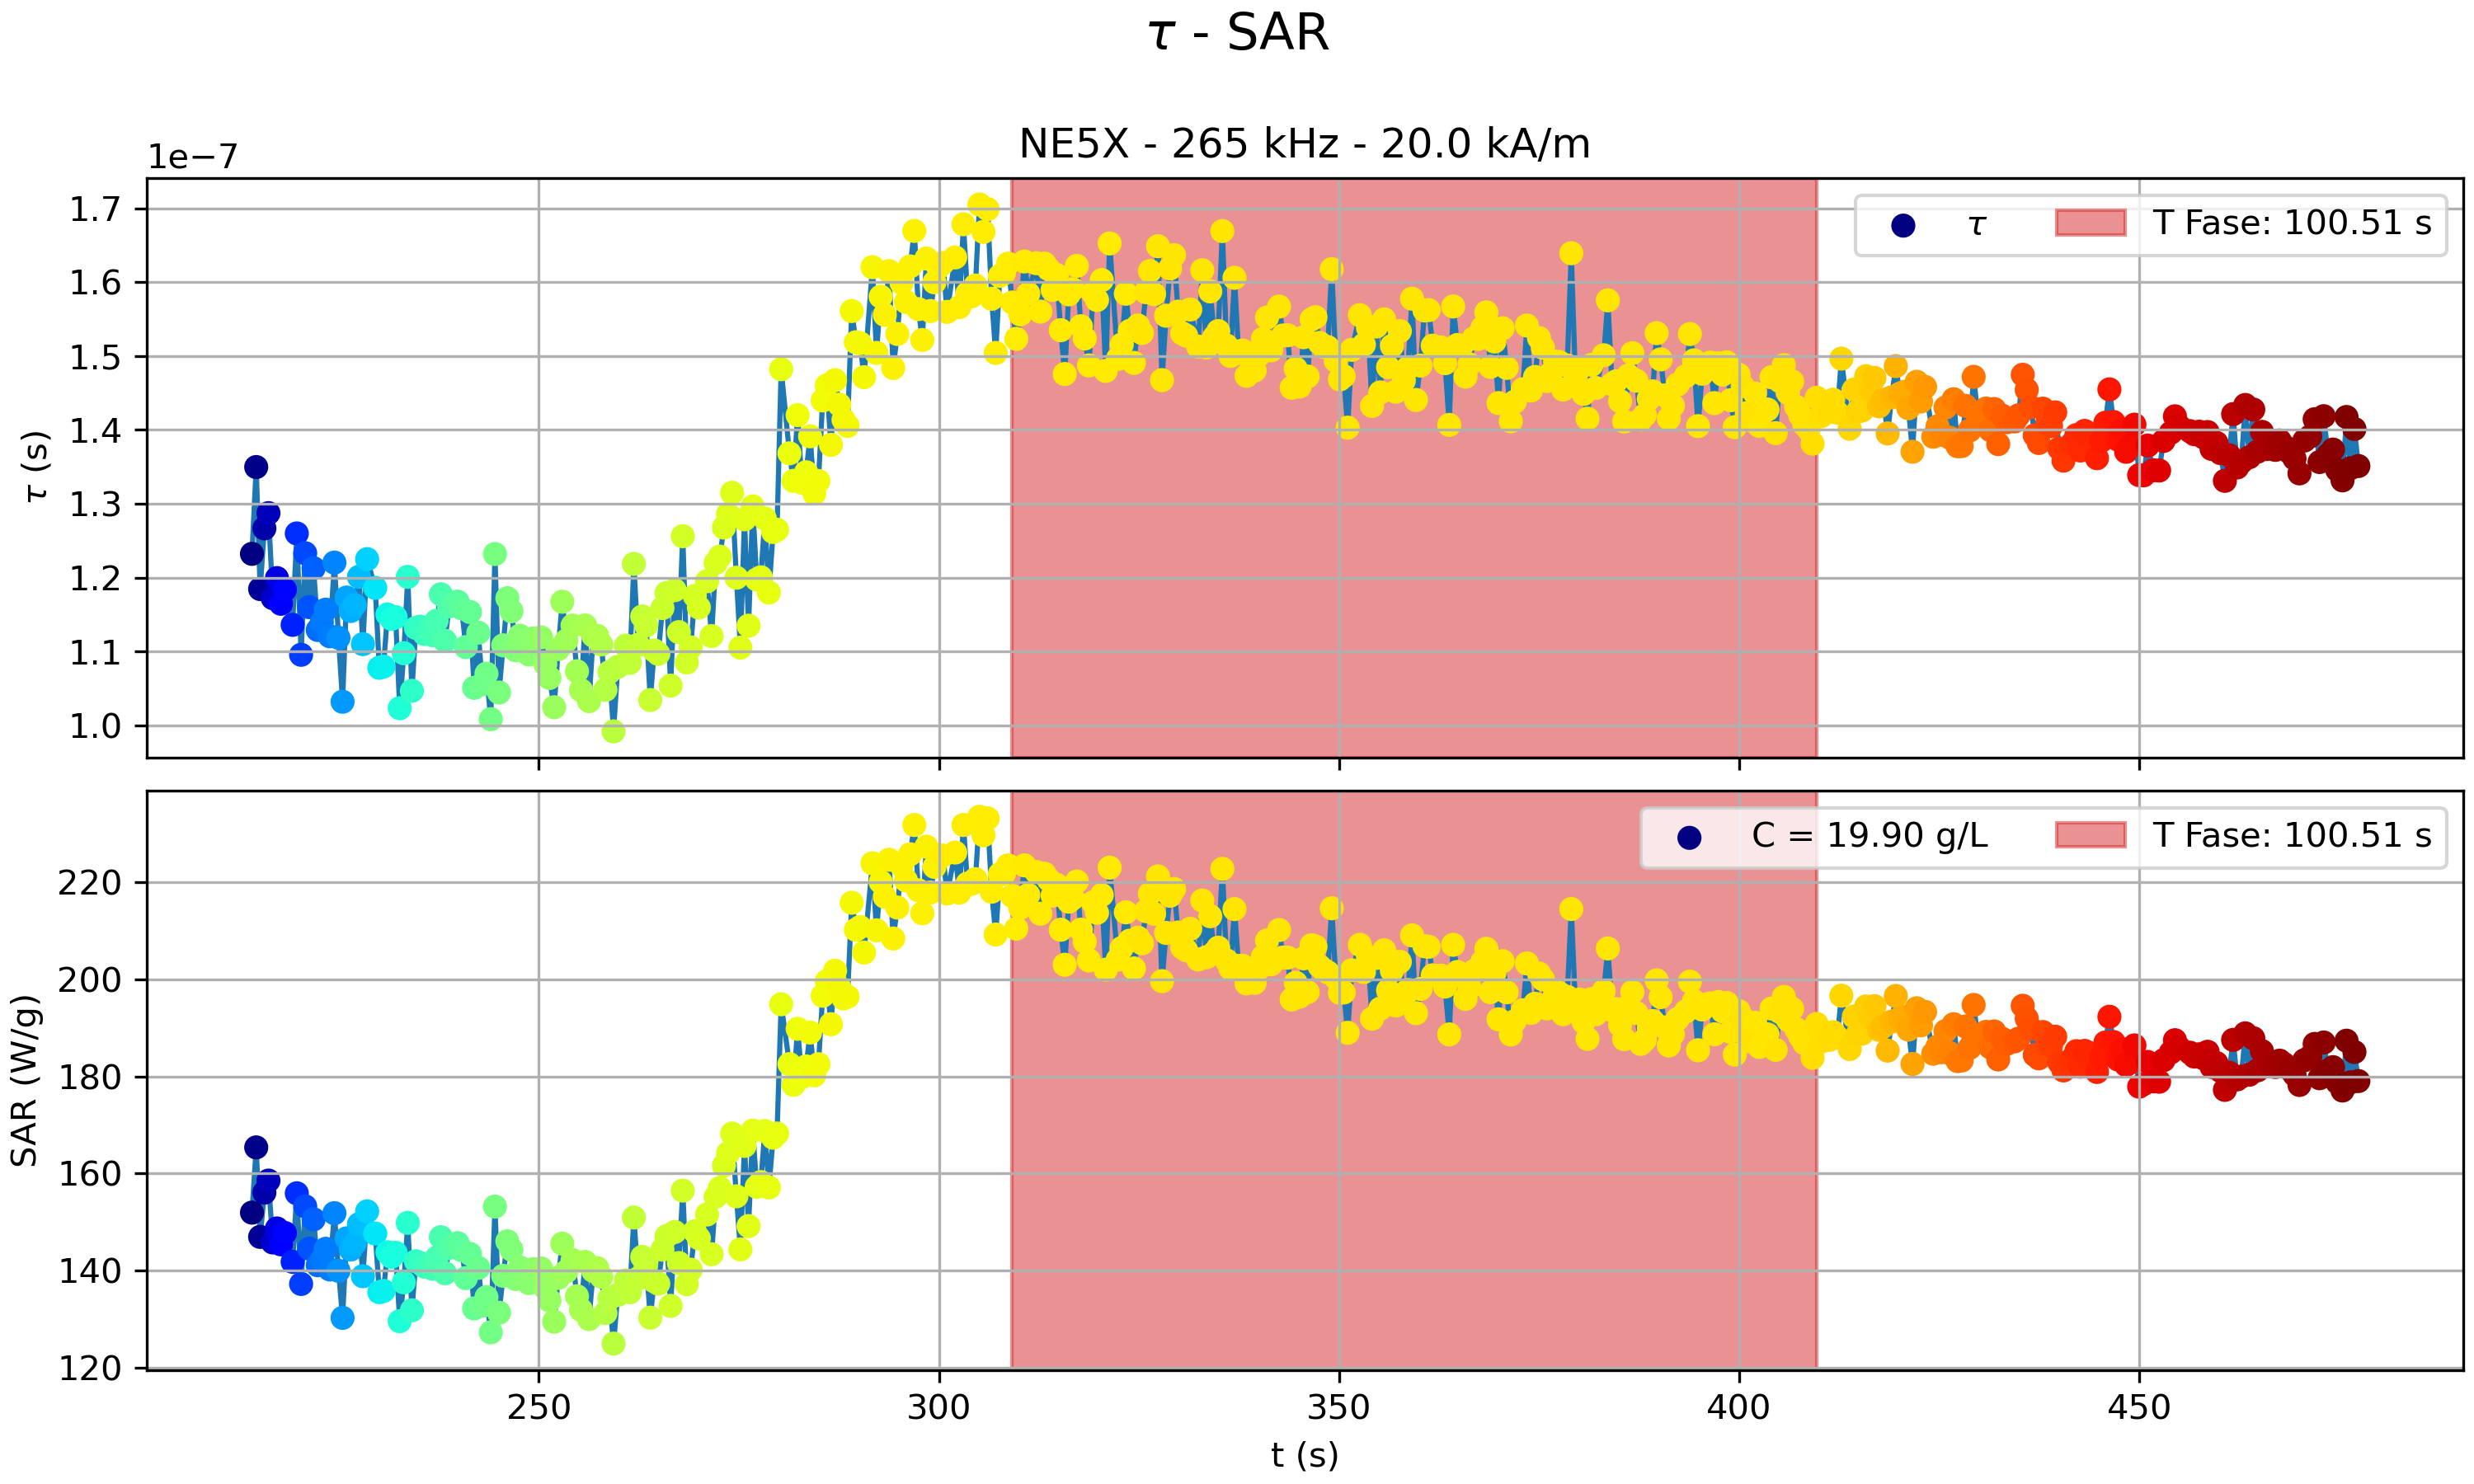 τ - SAR
NE5X - 265 kHz - 20.0 kA/m
1e−7
1.7
1.6
1.5
1.4
1.3
1.2
1.1
1.0
τ (s)
τ
T Fase: 100.51 s
220
200
180
160
140
120
SAR (W/g)
C = 19.90 g/L
T Fase: 100.51 s
250 300 350 400 450
t (s)